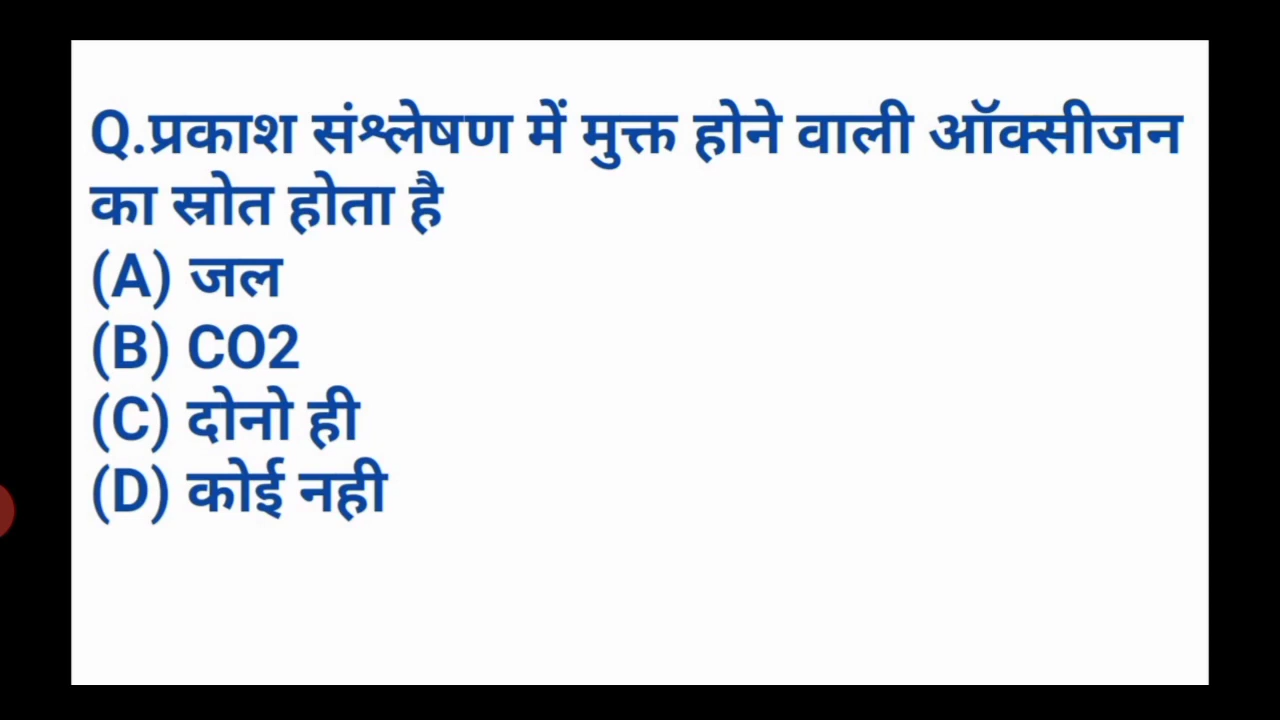 Q.प्रकाश संश्लेषण में मुक्त होने वाली ऑक्सीजन
का स्रोत होता है
(A) जल
(B) CO2
(C) दोनो ही
(D) कोई नही